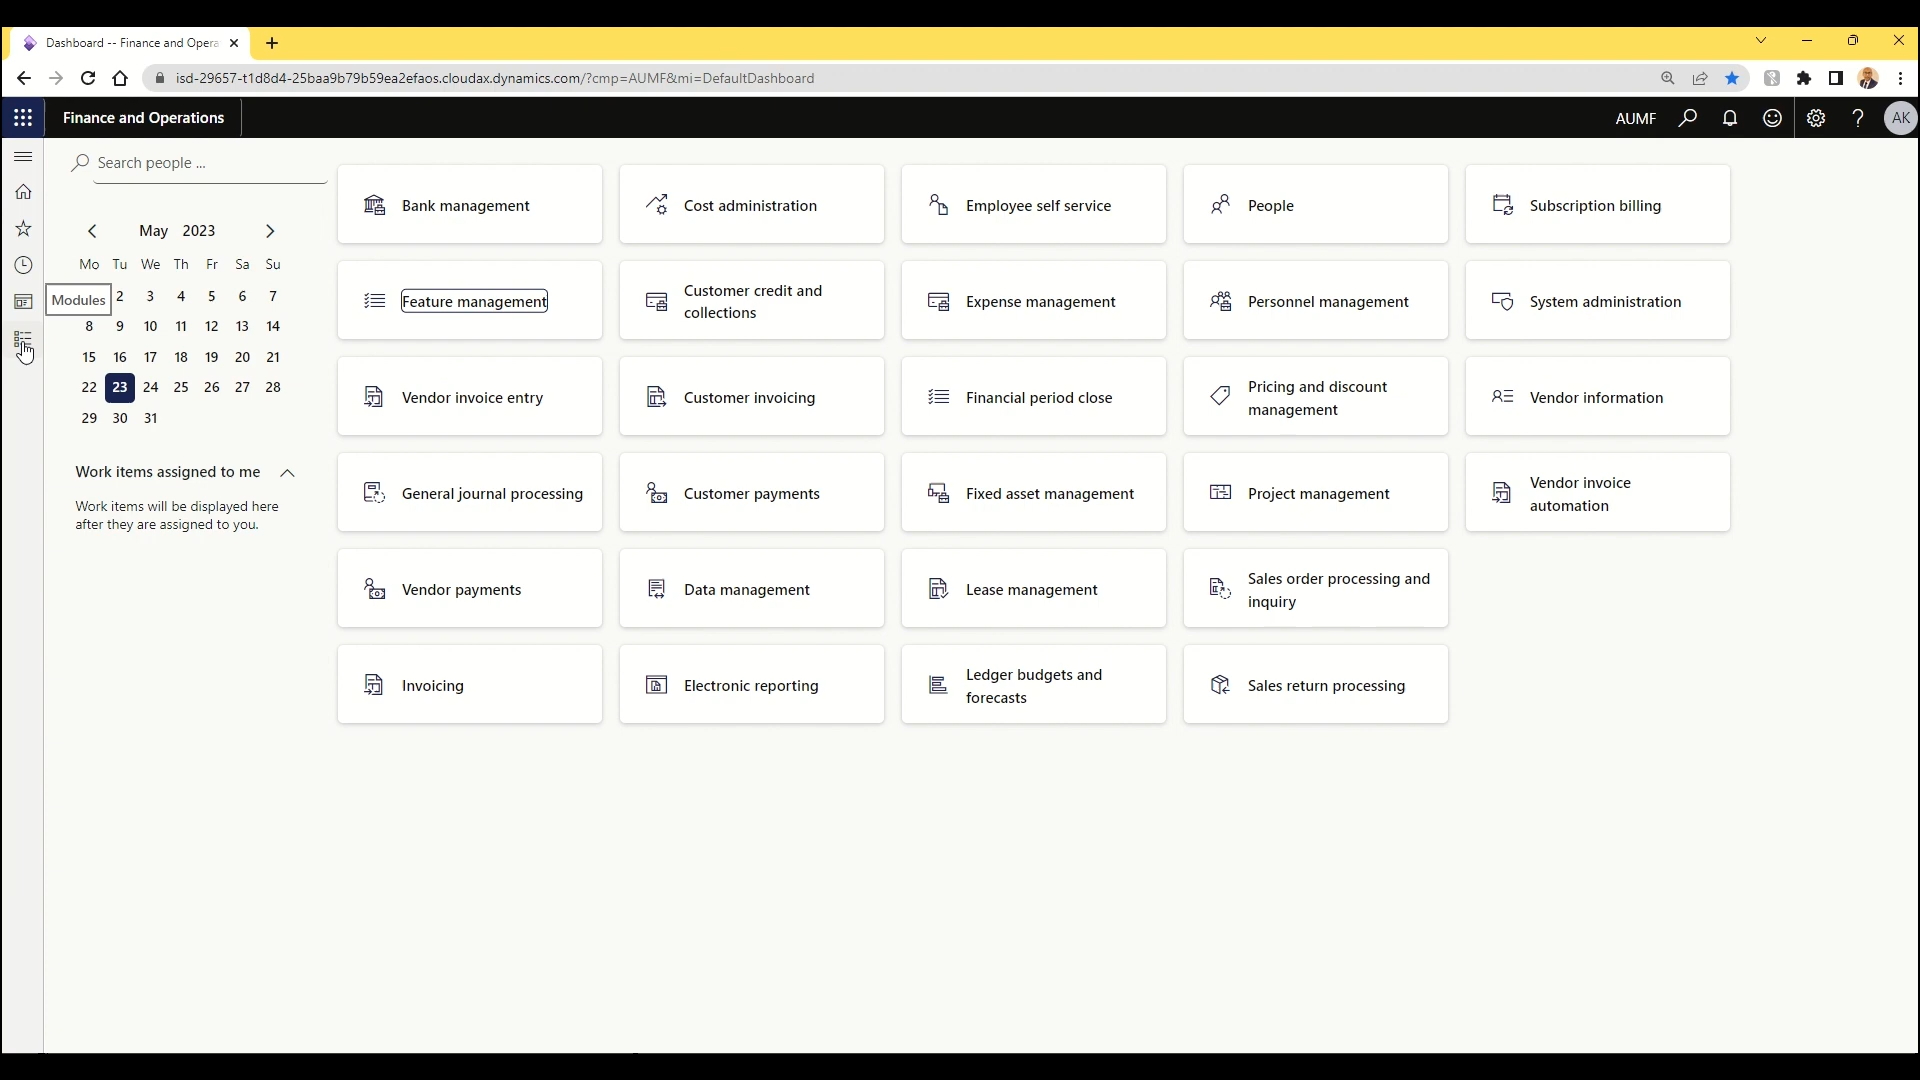 Dashboard -- Finance and Opera
isd-29657-t1d8d4-25baa9b79b59ea2efaos.cloudax.dynamics.com/?cmp=AUMF&mi=DefaultDashboard
Finance and Operations
AUMF
?
AK
Search people ...
May 2023
Mo Tu We Th Fr Sa Su
Modules
2 3 4 5 6 7
8 9 10 11 12 13 14
15 16 17 18 19 20 21
22 23 24 25 26 27 28
29 30 31
Work items assigned to me
Work items will be displayed here
after they are assigned to you.
Bank management
Cost administration
Employee self service
People
Subscription billing
Feature management
Customer credit and
collections
Expense management
Personnel management
System administration
Vendor invoice entry
Customer invoicing
Financial period close
Pricing and discount
management
Vendor information
General journal processing
Customer payments
Fixed asset management
Project management
Vendor invoice
automation
Vendor payments
Data management
Lease management
Sales order processing and
inquiry
Invoicing
Electronic reporting
Ledger budgets and
forecasts
Sales return processing